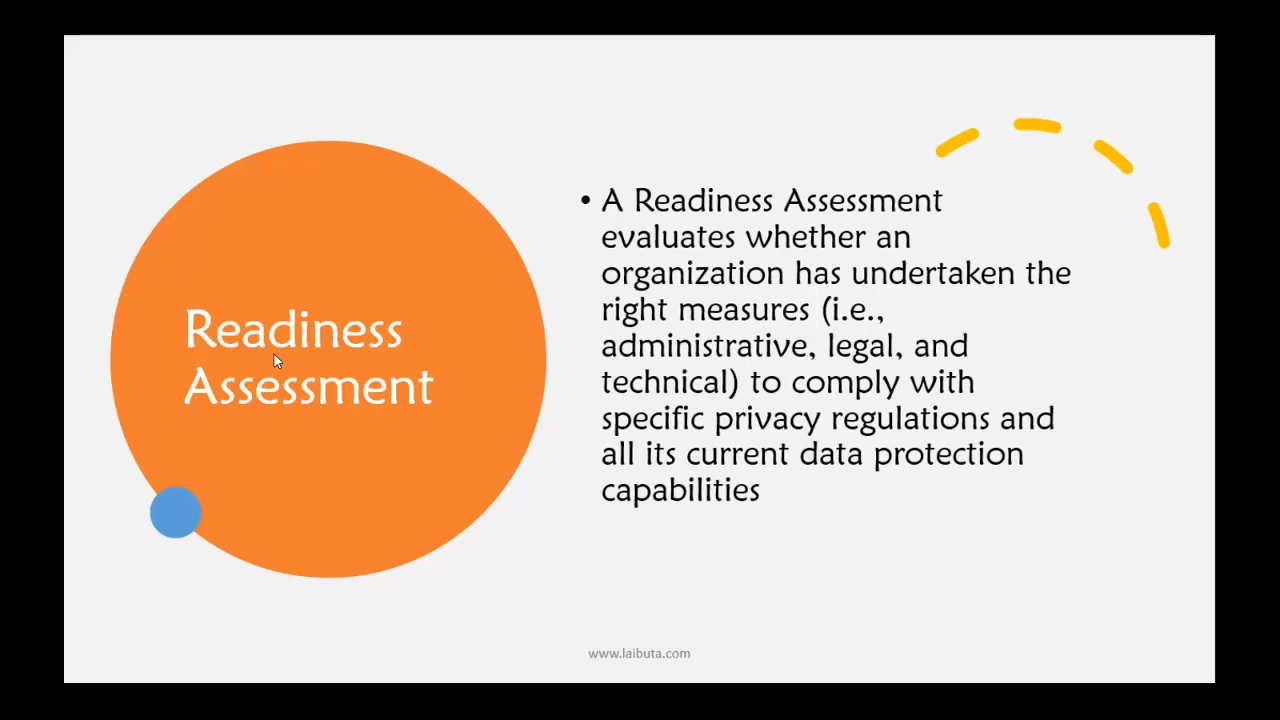 Readiness
Assessment
• A Readiness Assessment
evaluates whether an
organization has undertaken the
right measures (i.e.,
administrative, legal, and
technical) to comply with
specific privacy regulations and
all its current data protection
capabilities
www.laibuta.com